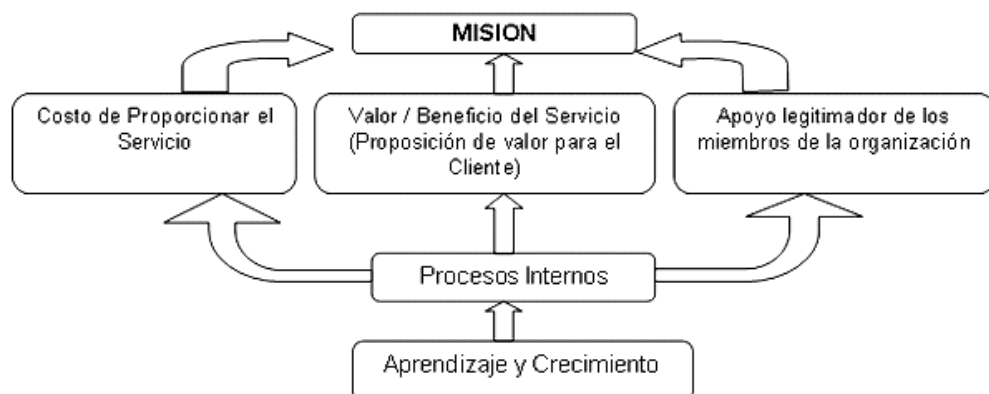 MISION
Costo de Proporcionar el
Servicio
Valor / Beneficio del Servicio
(Proposición de valor para el
Cliente)
Apoyo legitimador de los
miembros de la organización
Procesos Internos
Aprendizaje y Crecimiento